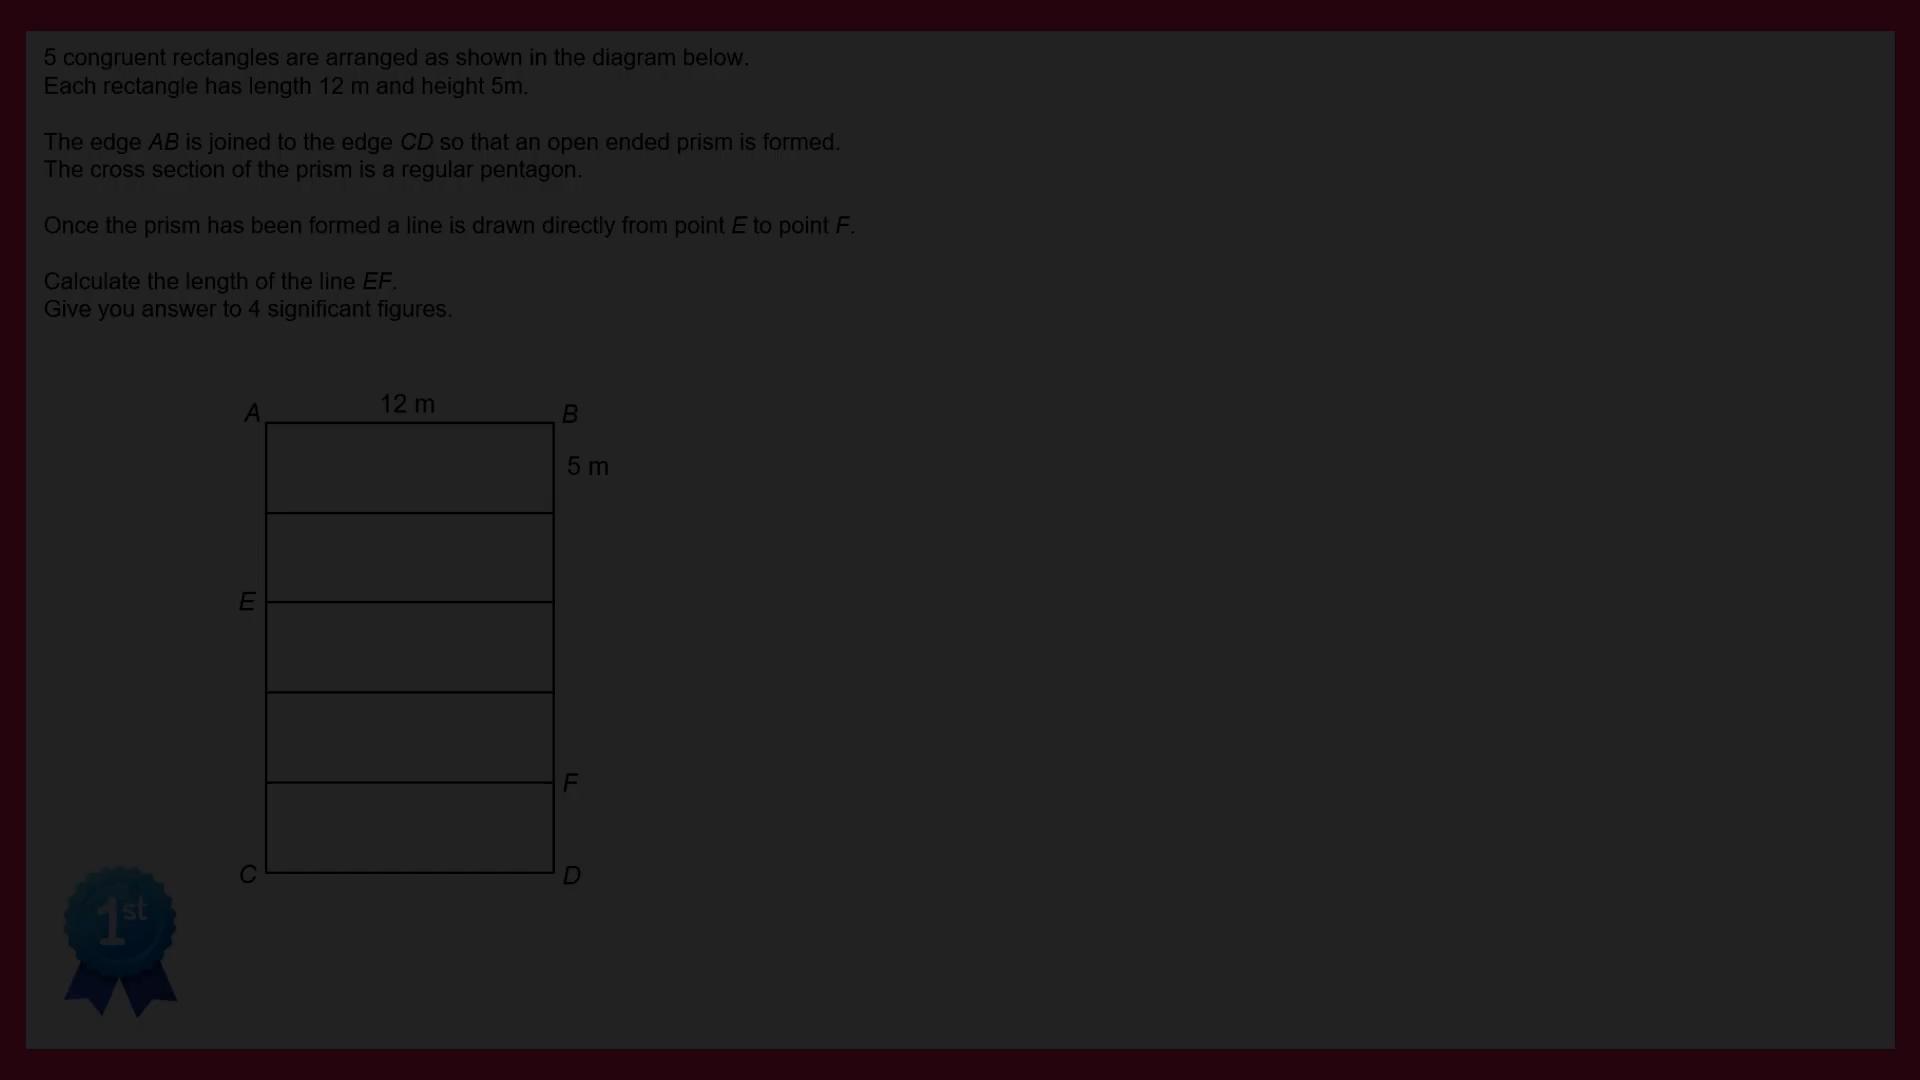 5 congruent rectangles are arranged as shown in the diagram below.
Each rectangle has length 12 m and height 5m.
The edge AB is joined to the edge CD so that an open ended prism is formed.
The cross section of the prism is a regular pentagon.
Once the prism has been formed a line is drawn directly from point E to point F.
Calculate the length of the line EF.
Give you answer to 4 significant figures.
12 m
A
B
5 m
E
F
C
D
1st